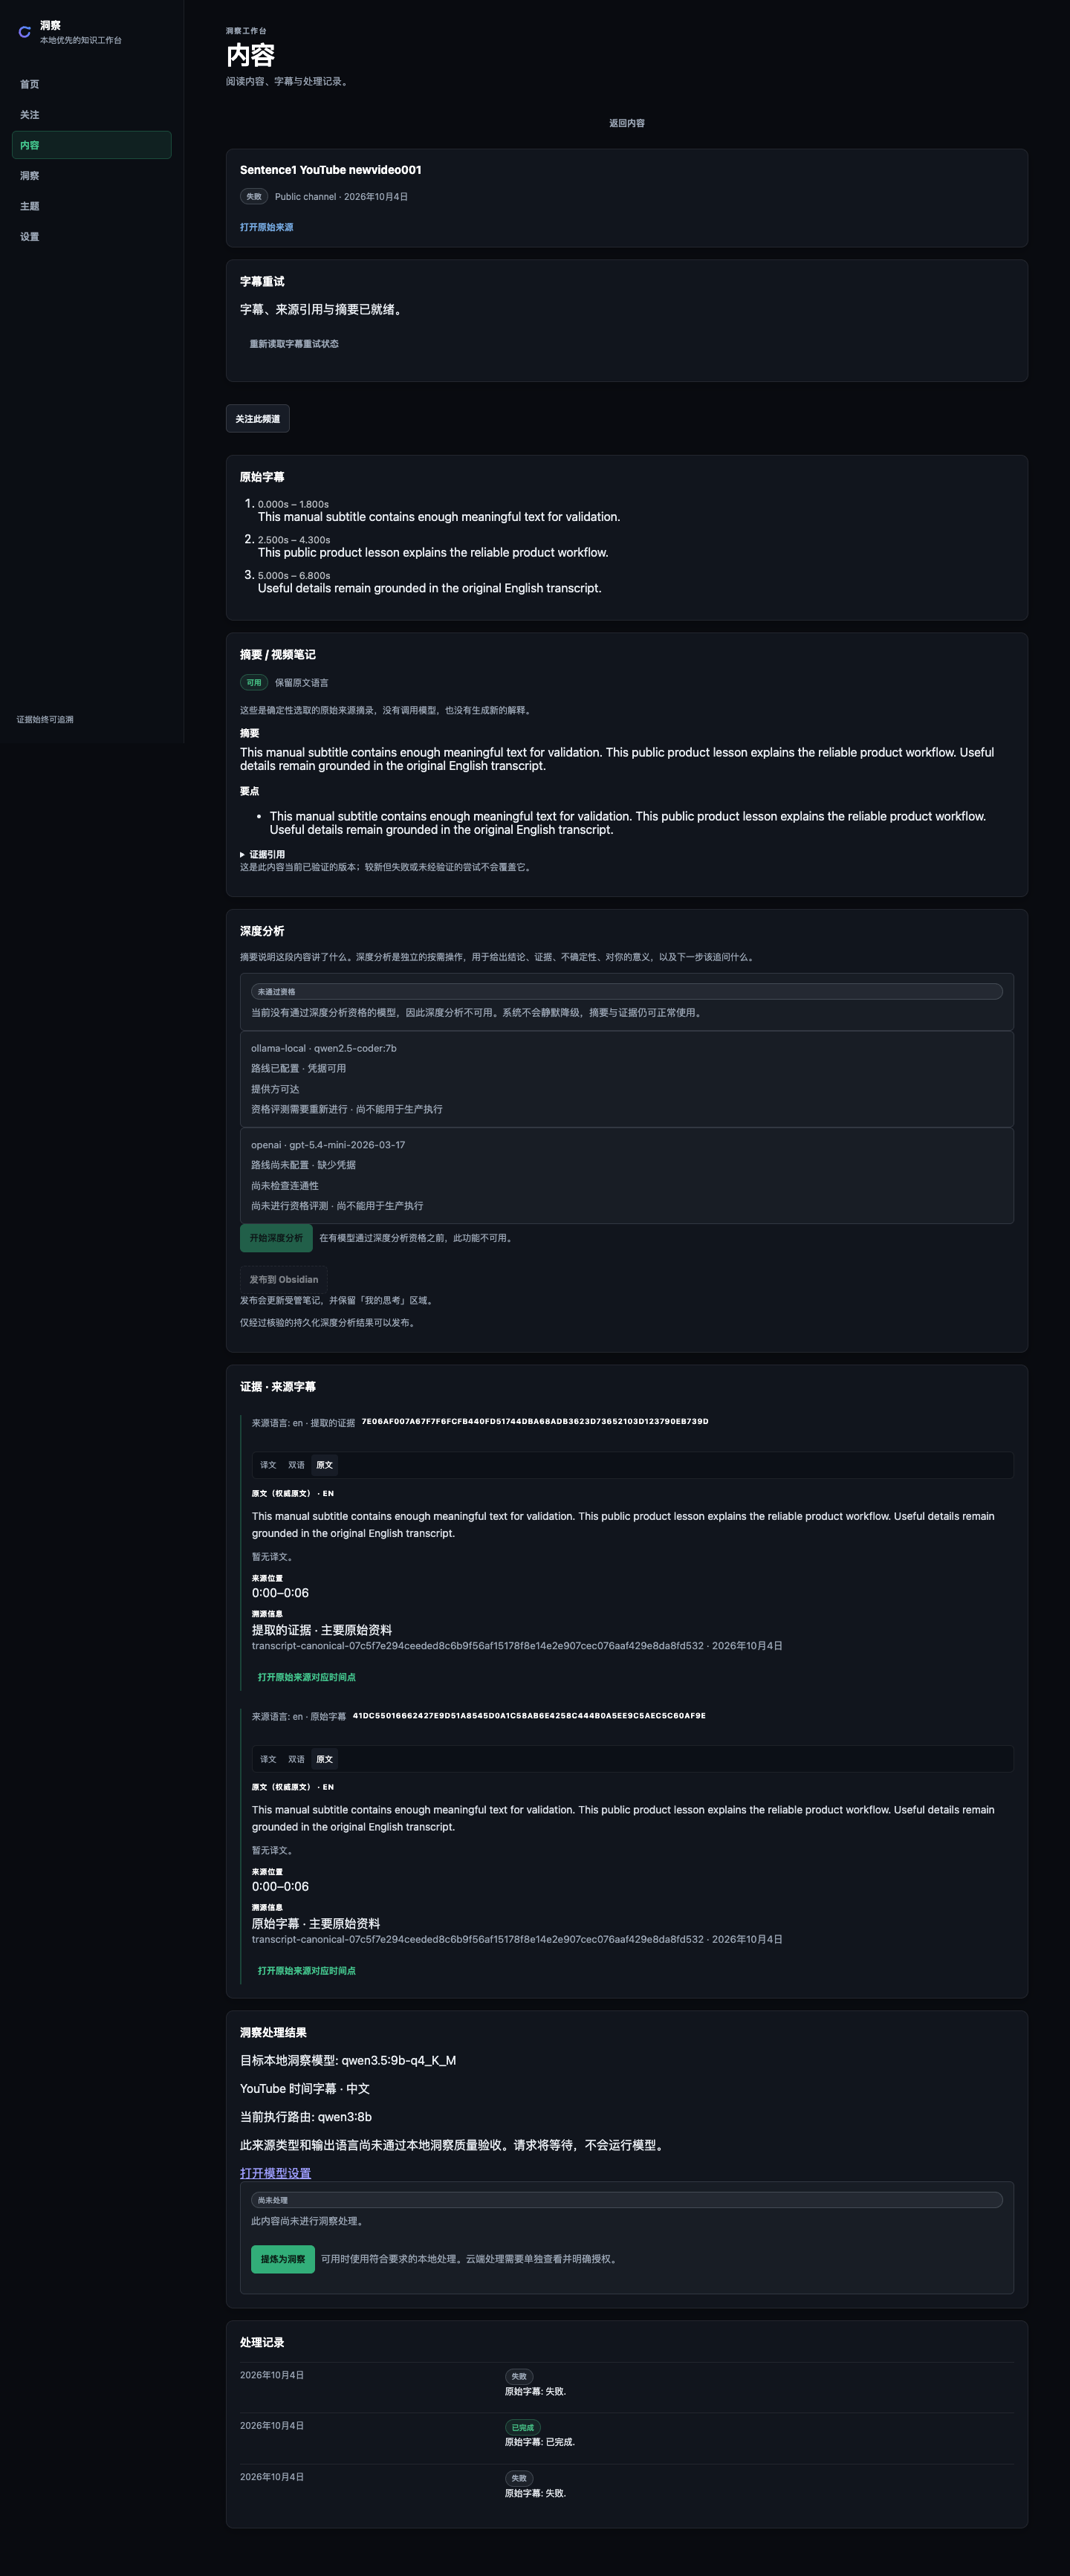 洞察
本地优先的知识工作台
首页
关注
内容
洞察
主题
设置
证据始终可追溯
洞察工作台
内容
阅读内容、字幕与处理记录。
返回内容
Sentence1 YouTube newvideo001
失败 Public channel · 2026年10月4日
打开原始来源
字幕重试
字幕、来源引用与摘要已就绪。
重新读取字幕重试状态
关注此频道
原始字幕
1. 0.000s – 1.800s
This manual subtitle contains enough meaningful text for validation.
2. 2.500s – 4.300s
This public product lesson explains the reliable product workflow.
3. 5.000s – 6.800s
Useful details remain grounded in the original English transcript.
摘要 / 视频笔记
可用 保留原文语言
这些是确定性选取的原始来源摘录，没有调用模型，也没有生成新的解释。
摘要
This manual subtitle contains enough meaningful text for validation. This public product lesson explains the reliable product workflow. Useful
details remain grounded in the original English transcript.
要点
• This manual subtitle contains enough meaningful text for validation. This public product lesson explains the reliable product workflow.
Useful details remain grounded in the original English transcript.
▶ 证据引用
这是此内容当前已验证的版本；较新但失败或未经验证的尝试不会覆盖它。
深度分析
摘要说明这段内容讲了什么。深度分析是独立的按需操作，用于给出结论、证据、不确定性、对你的意义，以及下一步该追问什么。
未通过资格
当前没有通过深度分析资格的模型，因此深度分析不可用。系统不会静默降级，摘要与证据仍可正常使用。
ollama-local · qwen2.5-coder:7b
路线已配置 · 凭据可用
提供方可达
资格评测需要重新进行 · 尚不能用于生产执行
openai · gpt-5.4-mini-2026-03-17
路线尚未配置 · 缺少凭据
尚未检查连通性
尚未进行资格评测 · 尚不能用于生产执行
开始深度分析 在有模型通过深度分析资格之前，此功能不可用。
发布到 Obsidian
发布会更新受管笔记，并保留「我的思考」区域。
仅经过核验的持久化深度分析结果可以发布。
证据 · 来源字幕
来源语言: en · 提取的证据 7E06AF007A67F7F6FCFB440FD51744DBA68ADB3623D73652103D123790EB739D
译文 双语 原文
原文（权威原文） · EN
This manual subtitle contains enough meaningful text for validation. This public product lesson explains the reliable product workflow. Useful details remain
grounded in the original English transcript.
暂无译文。
来源位置
0:00–0:06
溯源信息
提取的证据 · 主要原始资料
transcript-canonical-07c5f7e294ceeded8c6b9f56af15178f8e14e2e907cec076aaf429e8da8fd532 · 2026年10月4日
打开原始来源对应时间点
来源语言: en · 原始字幕 41DC55016662427E9D51A8545D0A1C58AB6E4258C444B0A5EE9C5AEC5C60AF9E
译文 双语 原文
原文（权威原文） · EN
This manual subtitle contains enough meaningful text for validation. This public product lesson explains the reliable product workflow. Useful details remain
grounded in the original English transcript.
暂无译文。
来源位置
0:00–0:06
溯源信息
原始字幕 · 主要原始资料
transcript-canonical-07c5f7e294ceeded8c6b9f56af15178f8e14e2e907cec076aaf429e8da8fd532 · 2026年10月4日
打开原始来源对应时间点
洞察处理结果
目标本地洞察模型: qwen3.5:9b-q4_K_M
YouTube 时间字幕 · 中文
当前执行路由: qwen3:8b
此来源类型和输出语言尚未通过本地洞察质量验收。请求将等待，不会运行模型。
打开模型设置
尚未处理
此内容尚未进行洞察处理。
提炼为洞察 可用时使用符合要求的本地处理。云端处理需要单独查看并明确授权。
处理记录
2026年10月4日 失败
原始字幕: 失败.
2026年10月4日 已完成
原始字幕: 已完成.
2026年10月4日 失败
原始字幕: 失败.